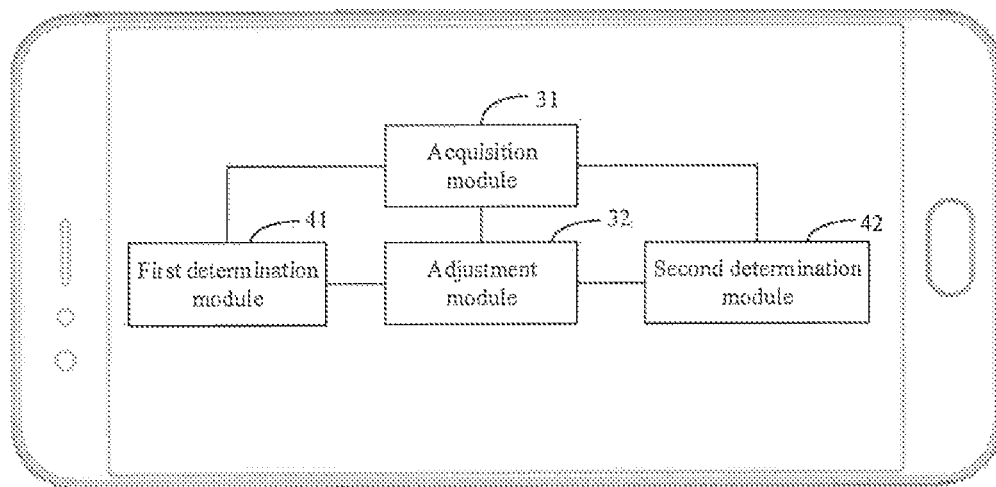 31
Acquisition
module
41
32
42
First determination
module
Adjustment
module
Second determination
module